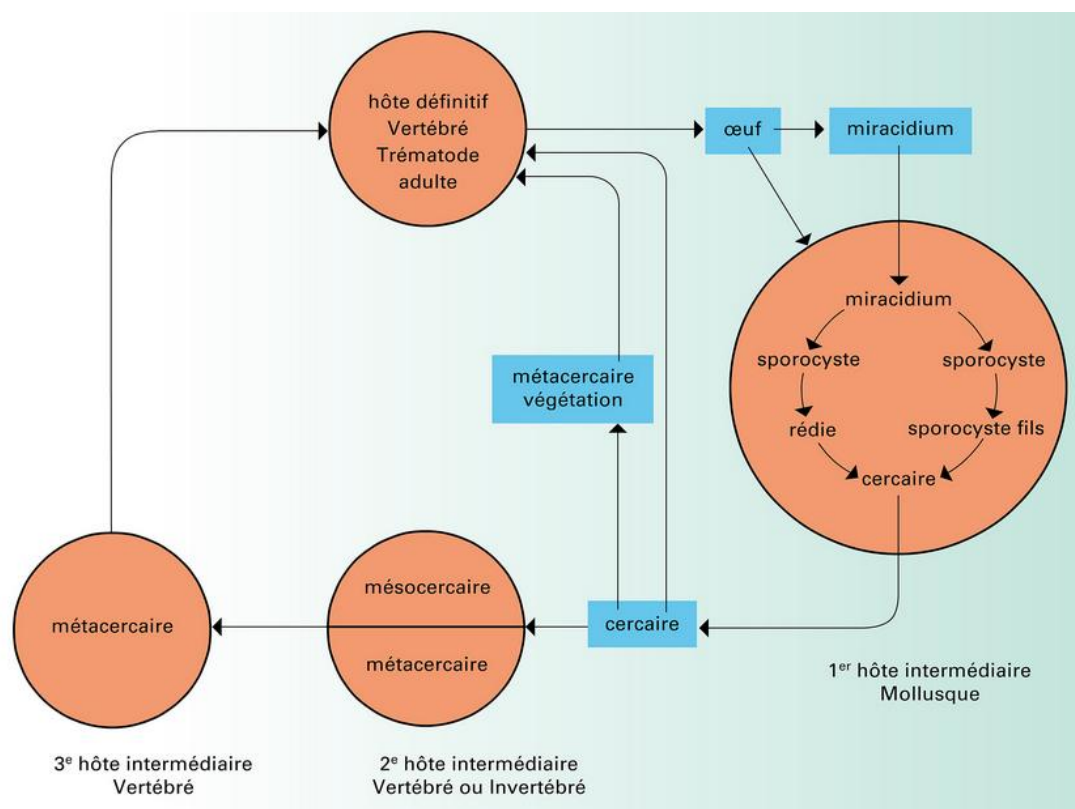 hôte définitif
Vertébré
Trématode
adulte
œuf
miracidium
miracidium
sporocyste
sporocyste
rédie
sporocyste fils
cercaire
métacercaire
végétation
mésocercaire
métacercaire
métacercaire
cercaire
1er hôte intermédiaire
Mollusque
3e hôte intermédiaire
Vertébré
2e hôte intermédiaire
Vertébré ou Invertébré